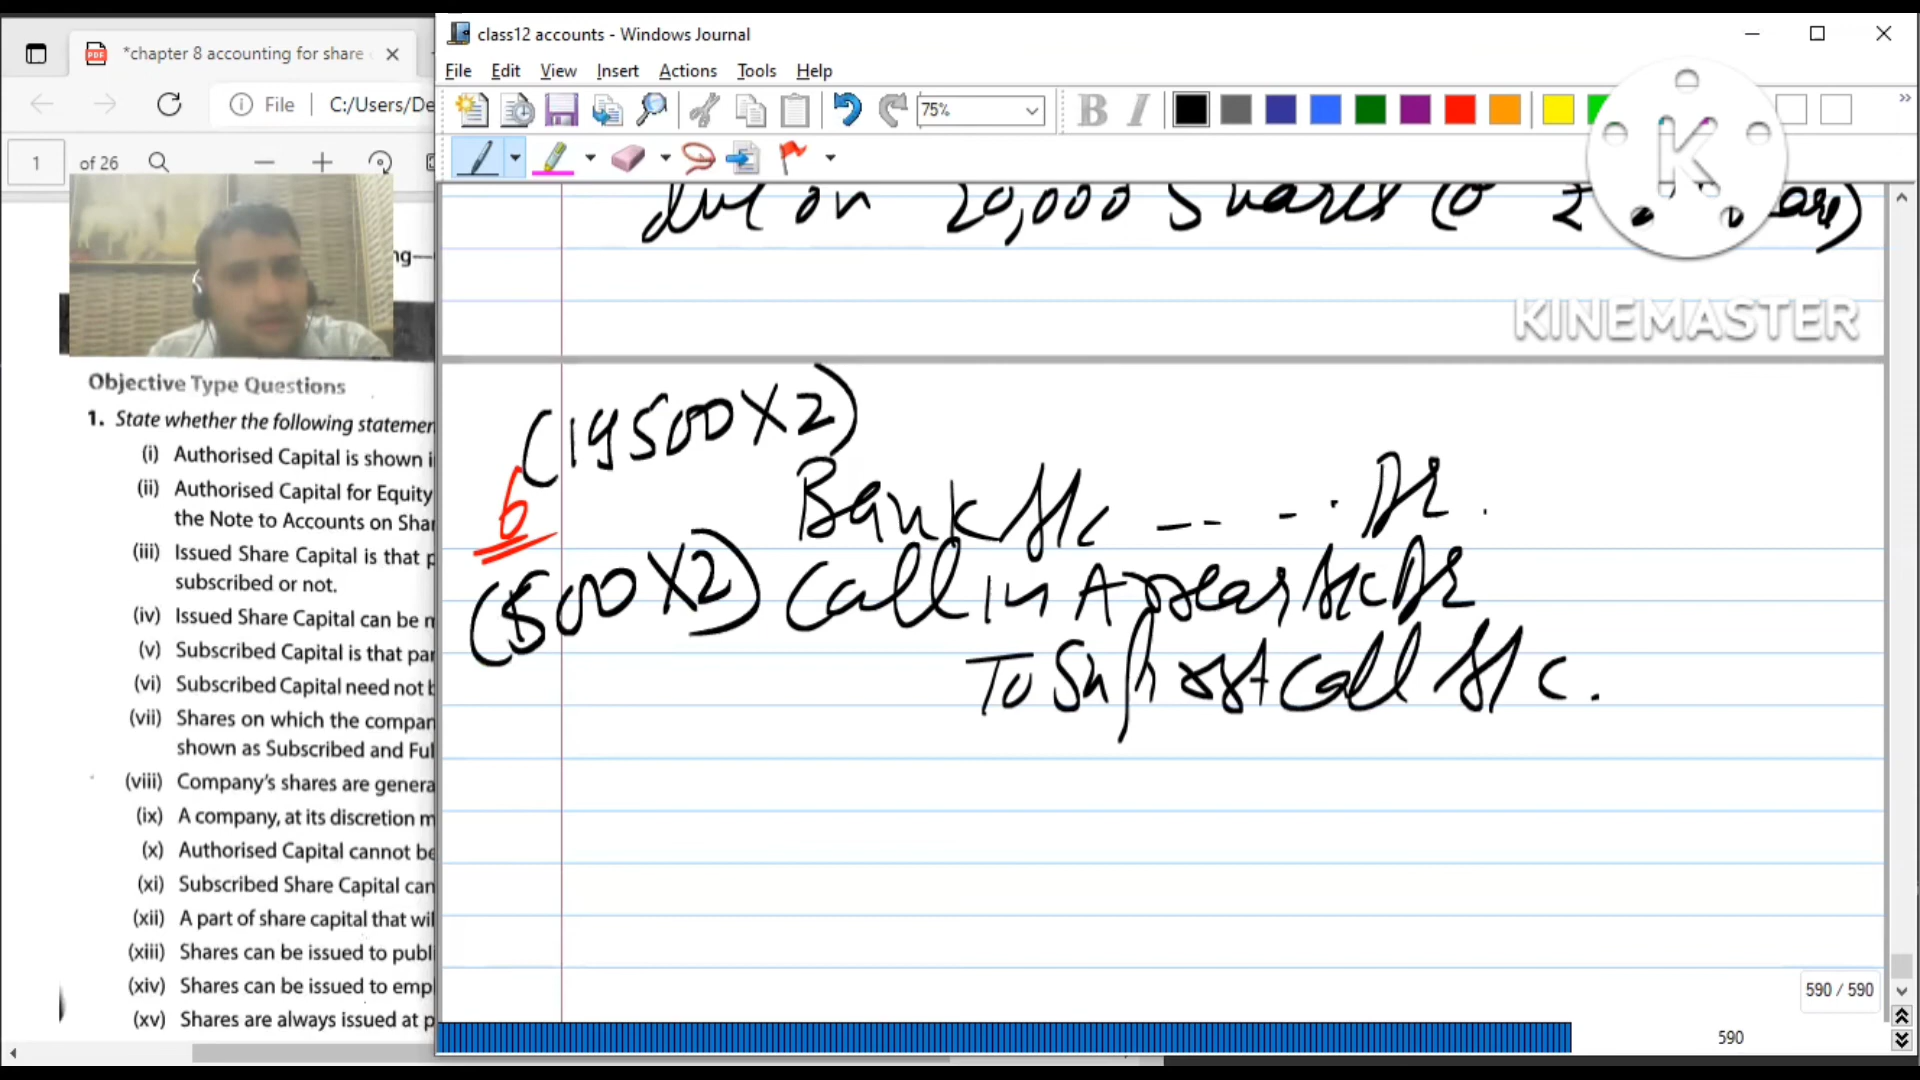 *chapter 8 accounting for share
File
C:/Users/De
1 of 26
class12 accounts - Windows Journal
File Edit View Insert Actions Tools Help
75%
B I
K
KINEMASTER
due on 20,000 Shares (@ 2
(19500X2)
6
Bank A/c -- - . Dr .
(500X2) Call in Arrear A/c Dr
To Sh first Call A/c .
ng—
Objective Type Questions
1. State whether the following statemen
(i) Authorised Capital is shown i
(ii) Authorised Capital for Equity
the Note to Accounts on Shar
(iii) Issued Share Capital is that p
subscribed or not.
(iv) Issued Share Capital can be m
(v) Subscribed Capital is that par
(vi) Subscribed Capital need not b
(vii) Shares on which the compan
shown as Subscribed and Ful
(viii) Company's shares are genera
(ix) A company, at its discretion m
(x) Authorised Capital cannot be
(xi) Subscribed Share Capital can
(xii) A part of share capital that wil
(xiii) Shares can be issued to publ
(xiv) Shares can be issued to emp
(xv) Shares are always issued at p
590 / 590
590